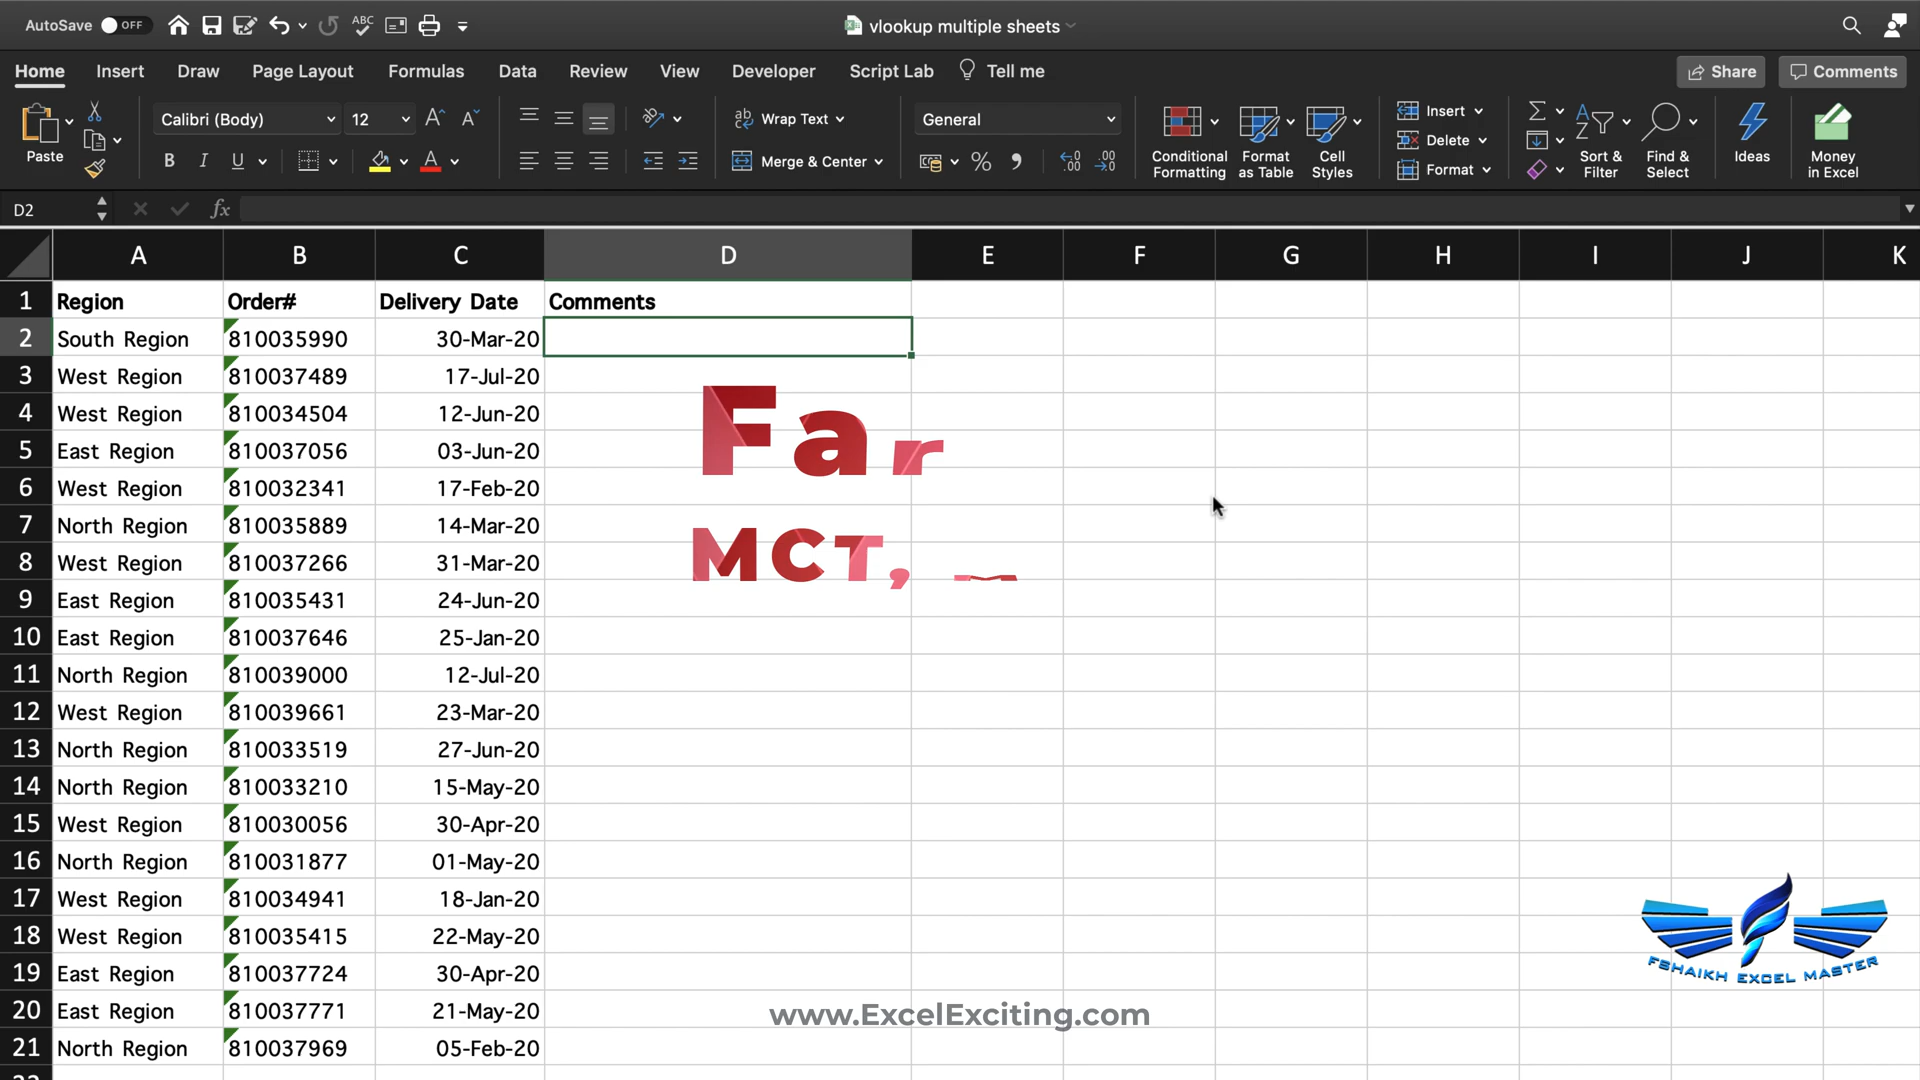 AutoSave OFF ABC vlookup multiple sheets
Home Insert Draw Page Layout Formulas Data Review View Developer Script Lab Tell me Share Comments
Paste Calibri (Body) 12 Wrap Text General Conditional Formatting Format as Table Cell Styles Insert Sort & Filter Find & Select Ideas Money in Excel
B I U Merge & Center % Delete
Format
D2 fx
A B C D E F G H I J K
1 Region Order# Delivery Date Comments
2 South Region 810035990 30-Mar-20
3 West Region 810037489 17-Jul-20
4 West Region 810034504 12-Jun-20
5 East Region 810037056 03-Jun-20
6 West Region 810032341 17-Feb-20
7 North Region 810035889 14-Mar-20
8 West Region 810037266 31-Mar-20
9 East Region 810035431 24-Jun-20
10 East Region 810037646 25-Jan-20
11 North Region 810039000 12-Jul-20
12 West Region 810039661 23-Mar-20
13 North Region 810033519 27-Jun-20
14 North Region 810033210 15-May-20
15 West Region 810030056 30-Apr-20
16 North Region 810031877 01-May-20
17 West Region 810034941 18-Jan-20
18 West Region 810035415 22-May-20
19 East Region 810037724 30-Apr-20
20 East Region 810037771 21-May-20
21 North Region 810037969 05-Feb-20
Far
MCT,
FSHAIKH EXCEL MASTER
www.ExcelExciting.com